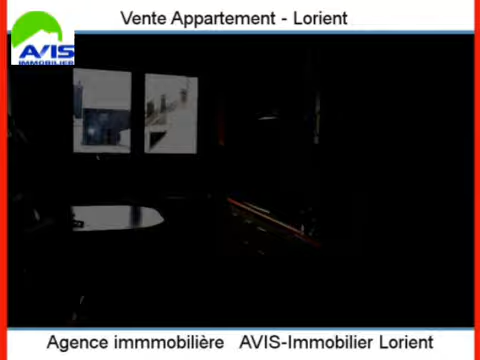 Vente Appartement - Lorient
AVIS
IMMOBILIER
Agence immmobilière AVIS-Immobilier Lorient